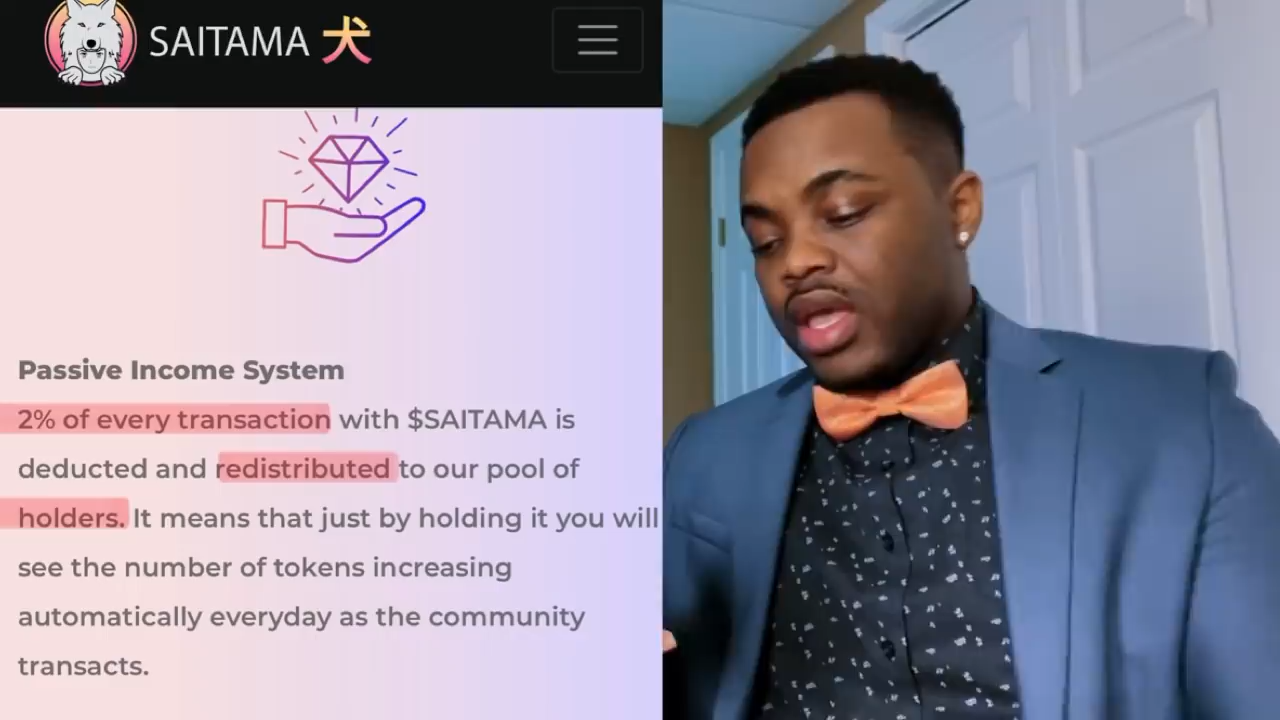 SAITAMA 犬
Passive Income System
2% of every transaction with $SAITAMA is
deducted and redistributed to our pool of
holders. It means that just by holding it you will
see the number of tokens increasing
automatically everyday as the community
transacts.